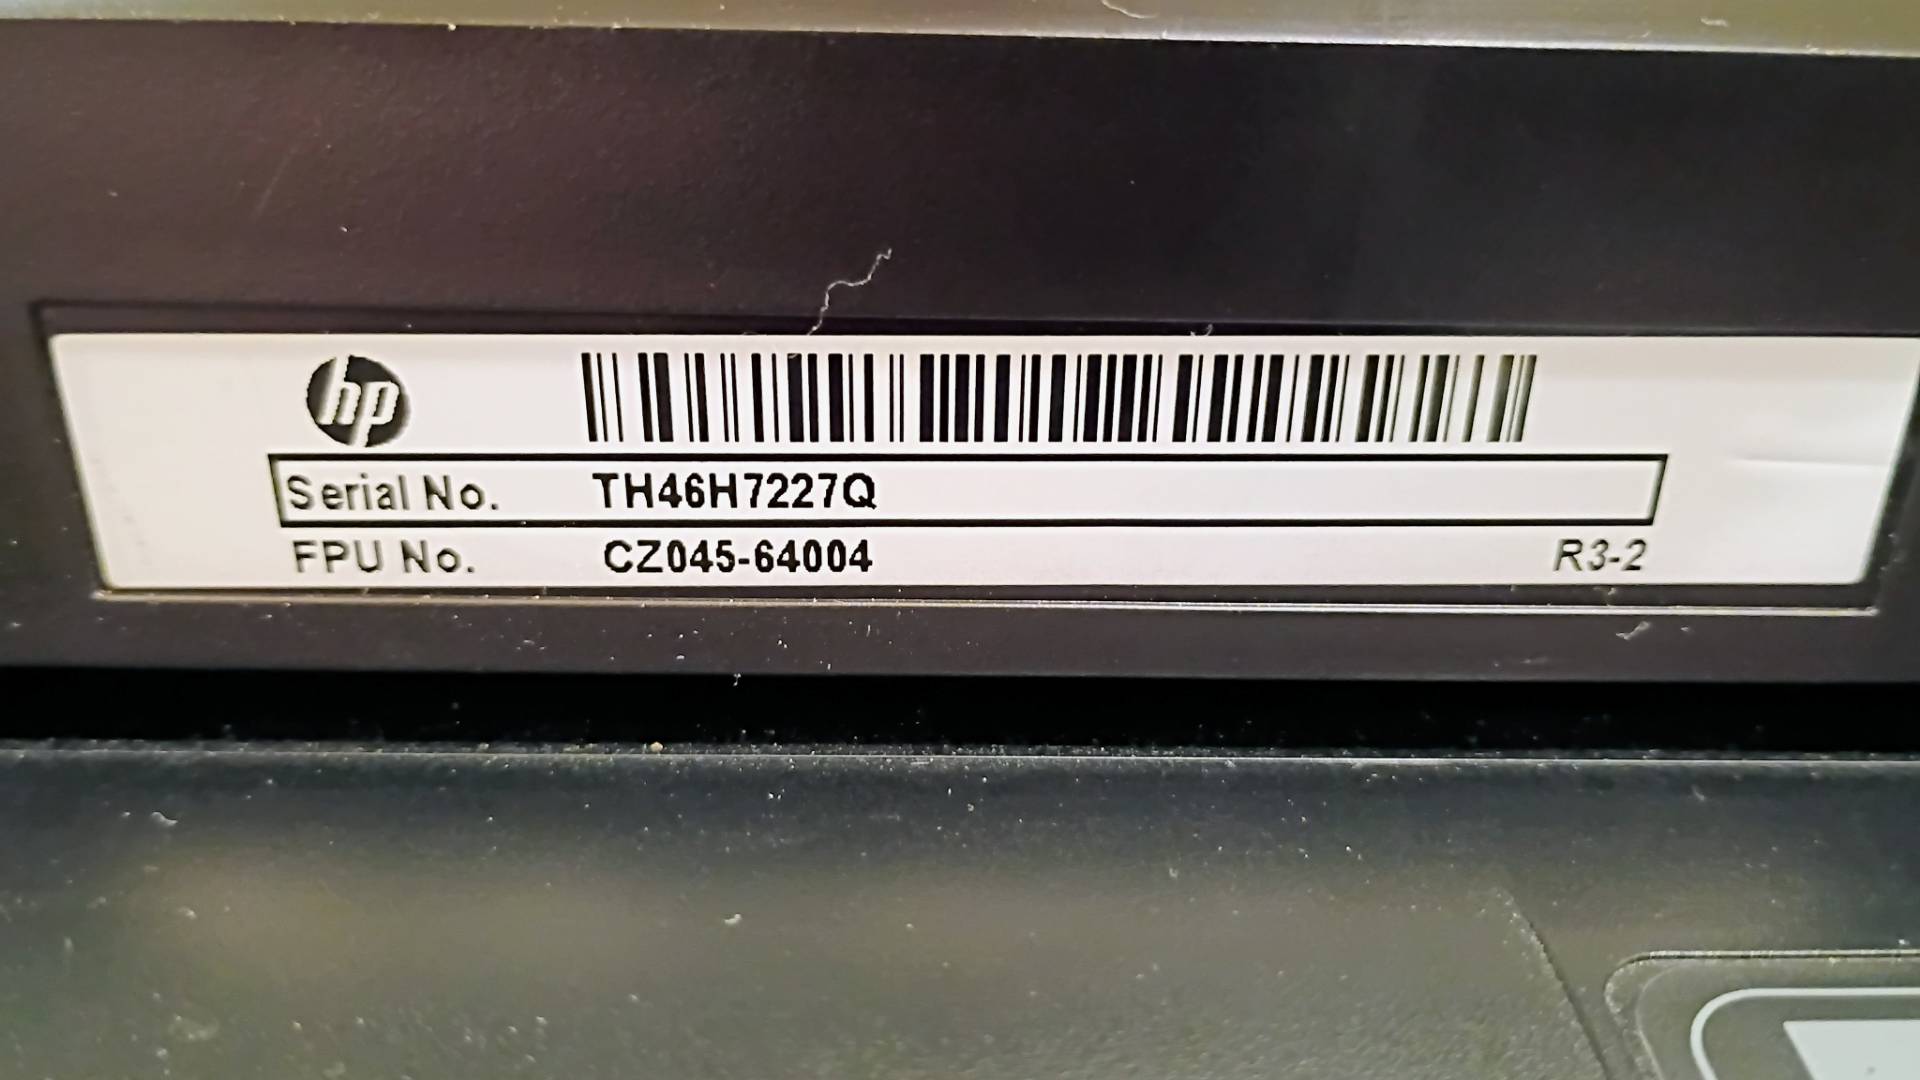 hp
Serial No. TH46H7227Q
FPU No. CZ045-64004 R3-2